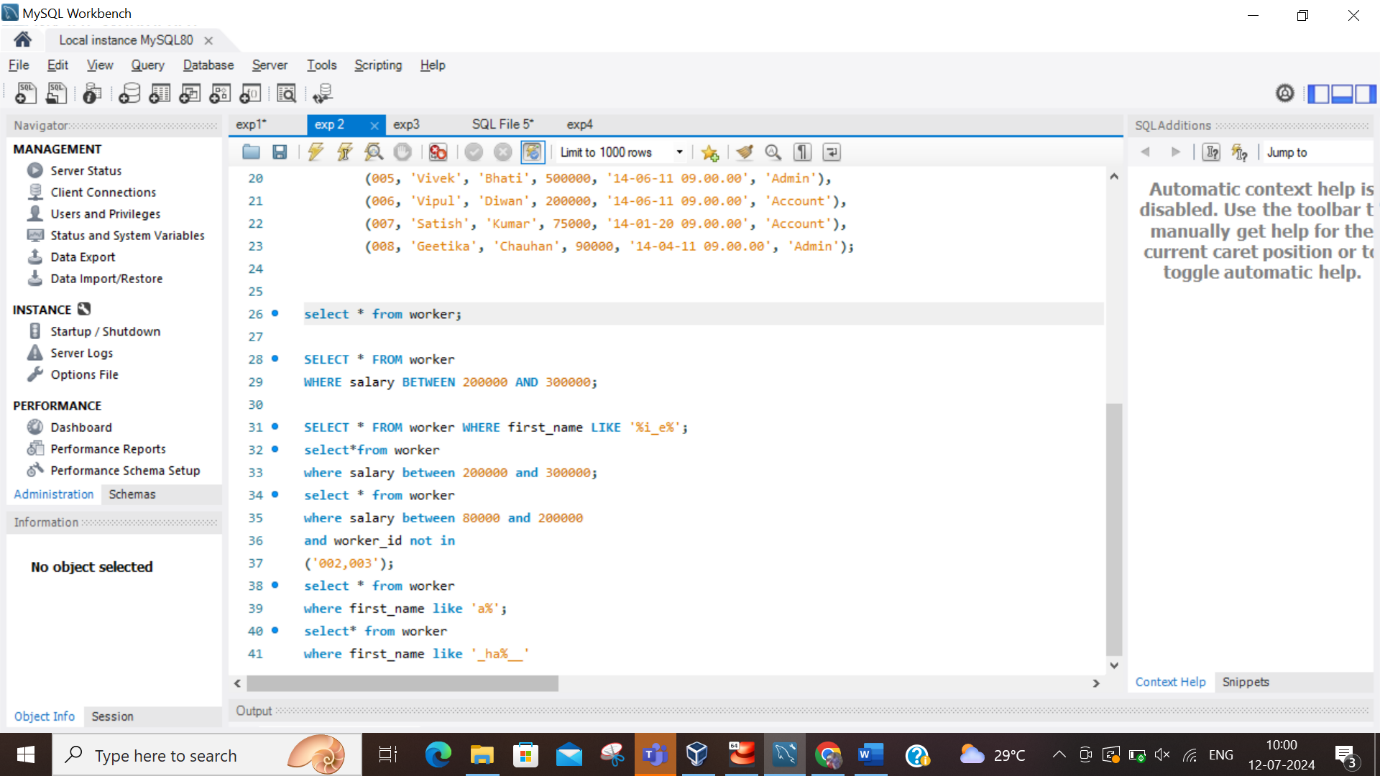 MySQL Workbench
Local instance MySQL80
File Edit View Query Database Server Tools Scripting Help
Navigator
MANAGEMENT
Server Status
Client Connections
Users and Privileges
Status and System Variables
Data Export
Data Import/Restore
INSTANCE
Startup / Shutdown
Server Logs
Options File
PERFORMANCE
Dashboard
Performance Reports
Performance Schema Setup
Administration Schemas
Information
No object selected
Object Info Session
exp1* exp 2 exp3 SQL File 5* exp4
Limit to 1000 rows
20 (005, 'Vivek', 'Bhati', 500000, '14-06-11 09.00.00', 'Admin'),
21 (006, 'Vipul', 'Diwan', 200000, '14-06-11 09.00.00', 'Account'),
22 (007, 'Satish', 'Kumar', 75000, '14-01-20 09.00.00', 'Account'),
23 (008, 'Geetika', 'Chauhan', 90000, '14-04-11 09.00.00', 'Admin');
24
25
26 select * from worker;
27
28 SELECT * FROM worker
29 WHERE salary BETWEEN 200000 AND 300000;
30
31 SELECT * FROM worker WHERE first_name LIKE '%i_e%';
32 select*from worker
33 where salary between 200000 and 300000;
34 select * from worker
35 where salary between 80000 and 200000
36 and worker_id not in
37 ('002,003');
38 select * from worker
39 where first_name like 'a%';
40 select* from worker
41 where first_name like '_ha%__'
Output
SQLAdditions
Jump to
Automatic context help is
disabled. Use the toolbar t
manually get help for the
current caret position or to
toggle automatic help.
Context Help Snippets
Type here to search
64
29°C
ENG
10:00
12-07-2024
3